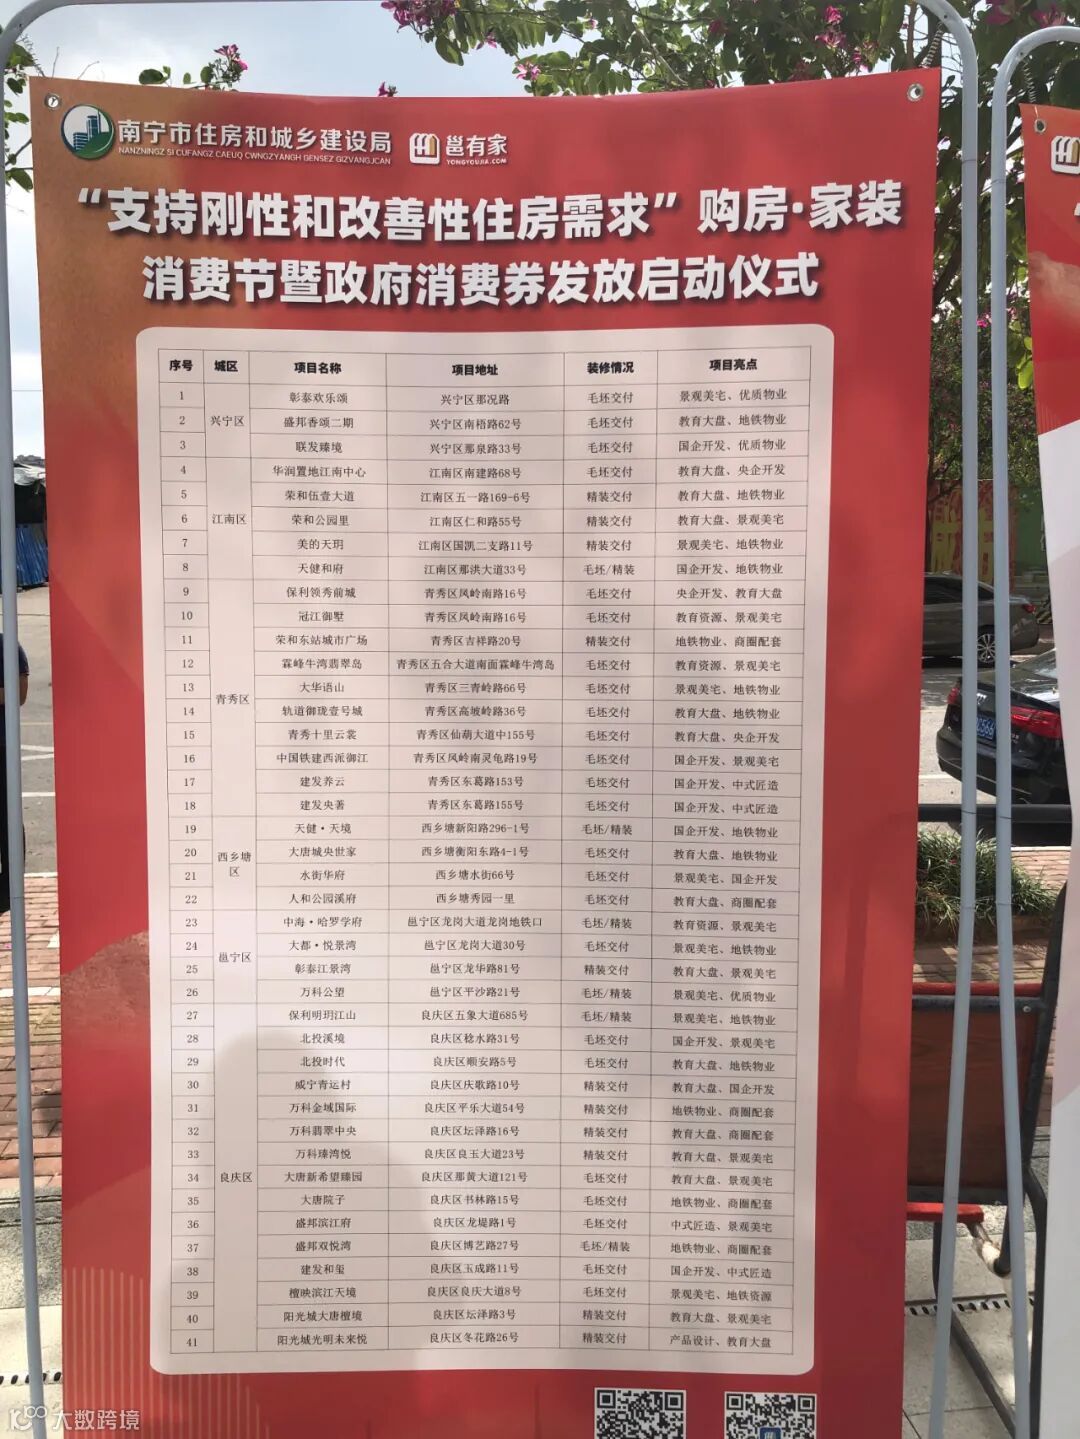 南宁市住房和城乡建设局
NANZNINGZ SI CUFANGZ CAEUQ CWNGZYANGH GENSEZ GIZVANGJCAN
邕有家
YONGYOUJIA.COM
“支持刚性和改善性住房需求”购房·家装
消费节暨政府消费券发放启动仪式
序号 城区 项目名称 项目地址 装修情况 项目亮点
1 兴宁区 彰泰欢乐颂 兴宁区那况路 毛坯交付 景观美宅、优质物业
2 盛邦香颂二期 兴宁区南梧路62号 毛坯交付 教育大盘、地铁物业
3 联发臻境 兴宁区那泉路33号 毛坯交付 国企开发、优质物业
4 江南区 华润置地江南中心 江南区南建路68号 毛坯交付 教育大盘、央企开发
5 荣和伍壹大道 江南区五一路169-6号 精装交付 教育大盘、地铁物业
6 荣和公园里 江南区仁和路55号 精装交付 教育大盘、景观美宅
7 美的天玥 江南区国凯二支路11号 精装交付 景观美宅、地铁物业
8 天健和府 江南区那洪大道33号 毛坯/精装 国企开发、地铁物业
9 青秀区 保利领秀前城 青秀区凤岭南路16号 毛坯交付 央企开发、教育大盘
10 冠江御墅 青秀区凤岭南路16号 毛坯交付 教育资源、景观美宅
11 荣和东站城市广场 青秀区吉祥路20号 精装交付 地铁物业、商圈配套
12 霖峰牛湾翡翠岛 青秀区五合大道南面霖峰牛湾岛 毛坯交付 教育资源、景观美宅
13 大华语山 青秀区三青岭路66号 毛坯交付 景观美宅、地铁物业
14 轨道御珑壹号城 青秀区高坡岭路36号 毛坯交付 教育大盘、地铁物业
15 青秀十里云裳 青秀区仙葫大道中155号 毛坯交付 教育大盘、央企开发
16 中国铁建西派御江 青秀区凤岭南灵龟路19号 毛坯交付 国企开发、景观美宅
17 建发养云 青秀区东葛路153号 毛坯交付 国企开发、中式匠造
18 建发央著 青秀区东葛路155号 毛坯交付 国企开发、中式匠造
19 西乡塘区 天健·天境 西乡塘新阳路296-1号 毛坯/精装 国企开发、地铁物业
20 大唐城央世家 西乡塘衡阳东路4-1号 毛坯交付 教育大盘、地铁物业
21 水街华府 西乡塘水街66号 毛坯交付 景观美宅、国企开发
22 人和公园溪府 西乡塘秀园一里 毛坯交付 教育大盘、商圈配套
23 邕宁区 中海·哈罗学府 邕宁区龙岗大道龙岗地铁口 毛坯/精装 教育资源、景观美宅
24 大都·悦景湾 邕宁区龙岗大道30号 毛坯交付 景观美宅、地铁物业
25 彰泰江景湾 邕宁区龙华路81号 精装交付 教育大盘、景观美宅
26 万科公望 邕宁区平沙路21号 毛坯/精装 景观美宅、优质物业
27 良庆区 保利明玥江山 良庆区五象大道685号 毛坯/精装 景观美宅、地铁物业
28 北投溪境 良庆区稔水路31号 毛坯交付 国企开发、景观美宅
29 北投时代 良庆区顺安路5号 毛坯交付 教育大盘、地铁物业
30 威宁青运村 良庆区庆歌路10号 精装交付 教育大盘、国企开发
31 万科金域国际 良庆区平乐大道54号 精装交付 地铁物业、商圈配套
32 万科翡翠中央 良庆区坛泽路16号 精装交付 教育大盘、商圈配套
33 万科臻湾悦 良庆区良玉大道23号 精装交付 教育大盘、景观美宅
34 大唐新希望臻园 良庆区那黄大道121号 毛坯交付 教育大盘、景观美宅
35 大唐院子 良庆区书林路15号 毛坯交付 地铁物业、商圈配套
36 盛邦滨江府 良庆区龙堤路1号 毛坯交付 中式匠造、景观美宅
37 盛邦双悦湾 良庆区博艺路27号 毛坯/精装 地铁物业、商圈配套
38 建发和玺 良庆区玉成路11号 毛坯交付 国企开发、中式匠造
39 檀映滨江天境 良庆区良庆大道8号 毛坯交付 景观美宅、地铁资源
40 阳光城大唐檀境 良庆区坛泽路3号 精装交付 教育大盘、景观美宅
41 阳光城光明未来悦 良庆区冬花路26号 精装交付 产品设计、教育大盘
大数跨境